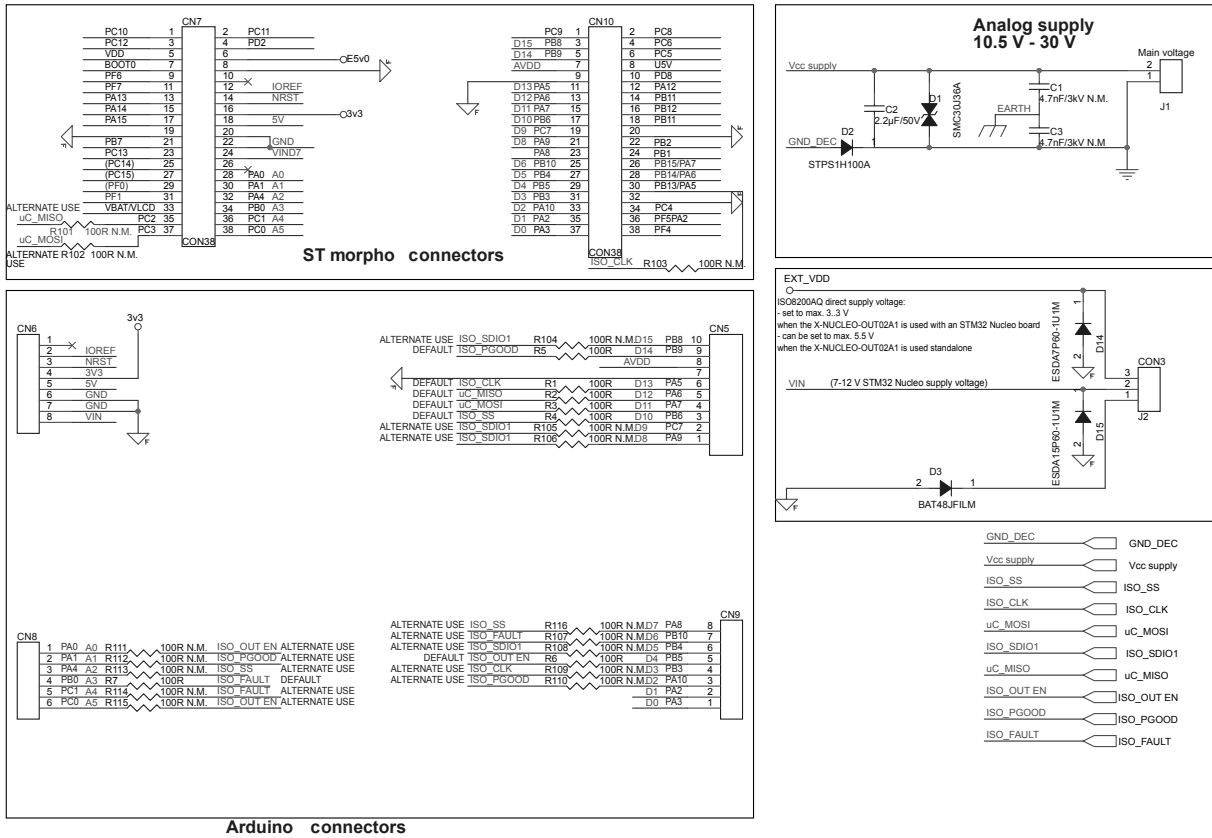 CN7
PC10 1 2 PC11
PC12 3 4 PD2
VDD 5 6 E5v0
BOOT0 7 8 F
PF6 9 10
PF7 11 12 IOREF
PA13 13 14 NRST
PA14 15 16 3v3
PA15 17 18 5V
F 19 20
PB7 21 22 GND
PC13 23 24 VIND7
(PC14) 25 26
(PC15) 27 28 PA0 A0
(PF0) 29 30 PA1 A1
PF1 31 32 PA4 A2
ALTERNATE USE VBAT/VLCD 33 34 PB0 A3
uC_MISO PC2 35 36 PC1 A4
R101 100R N.M. PC3 37 38 PC0 A5
uC_MOSI
CON38
ALTERNATE R102 100R N.M.
USE
ST morpho connectors
CN10
PC9 1 2 PC8
D15 PB8 3 4 PC6
D14 PB9 5 6 PC5
AVDD 7 8 U5V
9 10 PD8
F
D13 PA5 11 12 PA12
D12 PA6 13 14 PB11
D11 PA7 15 16 PB12
D10 PB6 17 18 PB11
D9 PC7 19 20
D8 PA9 21 22 PB2
PA8 23 24 PB1
D6 PB10 25 26 PB15/PA7
D5 PB4 27 28 PB14/PA6
D4 PB5 29 30 PB13/PA5
D3 PB3 31 32
D2 PA10 33 34 PC4
D1 PA2 35 36 PF5PA2
D0 PA3 37 38 PF4
CON38
ISO_CLK R103 100R N.M.
Analog supply
10.5 V - 30 V
Main voltage
Vcc supply
2
1
J1
C1
4.7nF/3kV N.M.
EARTH
C3
4.7nF/3kV N.M
D1
SMC30J36A
C2
2.2µF/50V
GND_DEC D2 1
STPS1H100A
EXT_VDD
ISO8200AQ direct supply voltage:
- set to max. 3..3 V
when the X-NUCLEO-OUT02A1 is used with an STM32 Nucleo board
- can be set to max. 5.5 V
when the X-NUCLEO-OUT02A1 is used standalone
1
2
ESDA7P60-1U1M
D14
F
CON3
3
2
1
J2
VIN (7-12 V STM32 Nucleo supply voltage)
1
2
ESDA15P60-1U1M
D15
F
D3
2 1
BAT48JFILM
F
CN6
3v3
1
2 IOREF
3 NRST
4 3V3
5 5V
6 GND
7 GND
8 VIN
F
CN5
ALTERNATE USE ISO_SDIO1 R104 100R N.M.D15 PB8 10
DEFAULT ISO_PGOOD R5 100R D14 PB9 9
AVDD 8
7
F
DEFAULT ISO_CLK R1 100R D13 PA5 6
DEFAULT uC_MISO R2 100R D12 PA6 5
DEFAULT uC_MOSI R3 100R D11 PA7 4
DEFAULT ISO_SS R4 100R D10 PB6 3
ALTERNATE USE ISO_SDIO1 R105 100R N.M.D9 PC7 2
ALTERNATE USE ISO_SDIO1 R106 100R N.M.D8 PA9 1
CN8
1 PA0 A0 R111 100R N.M. ISO_OUT EN ALTERNATE USE
2 PA1 A1 R112 100R N.M. ISO_PGOOD ALTERNATE USE
3 PA4 A2 R113 100R N.M. ISO_SS ALTERNATE USE
4 PB0 A3 R7 100R ISO_FAULT DEFAULT
5 PC1 A4 R114 100R N.M. ISO_FAULT ALTERNATE USE
6 PC0 A5 R115 100R N.M. ISO_OUT EN ALTERNATE USE
CN9
ALTERNATE USE ISO_SS R116 100R N.M.D7 PA8 8
ALTERNATE USE ISO_FAULT R107 100R N.M.D6 PB10 7
ALTERNATE USE ISO_SDIO1 R108 100R N.M.D5 PB4 6
DEFAULT ISO_OUT EN R6 100R D4 PB5 5
ALTERNATE USE ISO_CLK R109 100R N.M.D3 PB3 4
ALTERNATE USE ISO_PGOOD R110 100R N.M.D2 PA10 3
D1 PA2 2
D0 PA3 1
Arduino connectors
GND_DEC GND_DEC
Vcc supply Vcc supply
ISO_SS ISO_SS
ISO_CLK ISO_CLK
uC_MOSI uC_MOSI
ISO_SDIO1 ISO_SDIO1
uC_MISO uC_MISO
ISO_OUT EN ISO_OUT EN
ISO_PGOOD ISO_PGOOD
ISO_FAULT ISO_FAULT